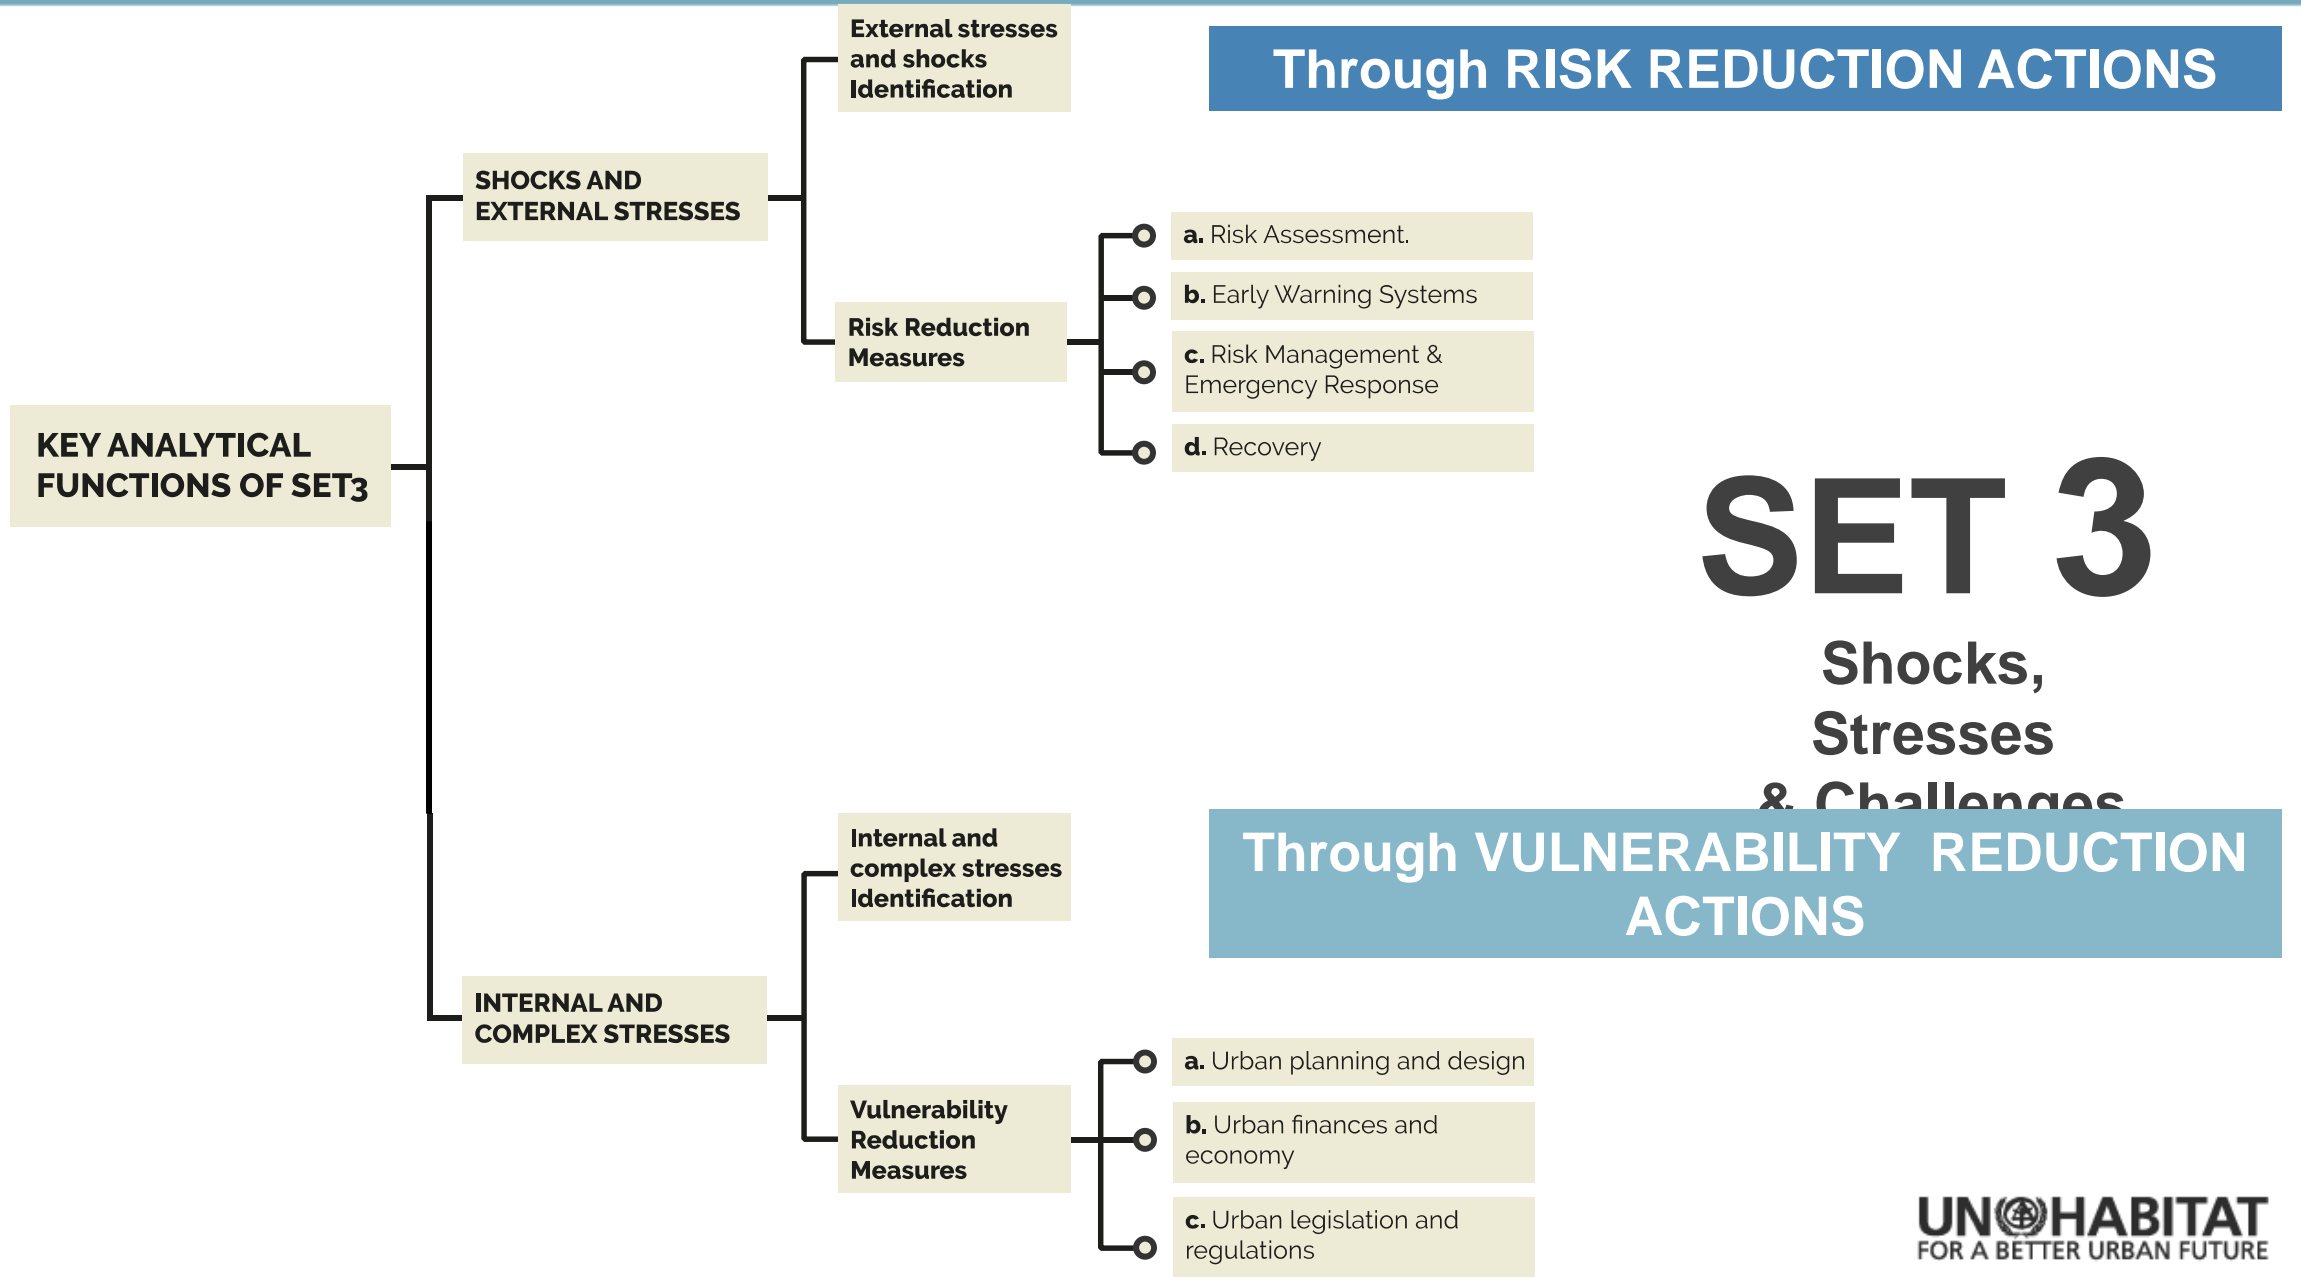 External stresses
and shocks
Identification
Through RISK REDUCTION ACTIONS
SHOCKS AND
EXTERNAL STRESSES
a. Risk Assessment.
b. Early Warning Systems
Risk Reduction
Measures
c. Risk Management &
Emergency Response
d. Recovery
KEY ANALYTICAL
FUNCTIONS OF SET3
SET 3
Shocks,
Stresses
& Challenges
Internal and
complex stresses
Identification
Through VULNERABILITY REDUCTION
ACTIONS
INTERNAL AND
COMPLEX STRESSES
Vulnerability
Reduction
Measures
a. Urban planning and design
b. Urban finances and
economy
c. Urban legislation and
regulations
UN HABITAT
FOR A BETTER URBAN FUTURE